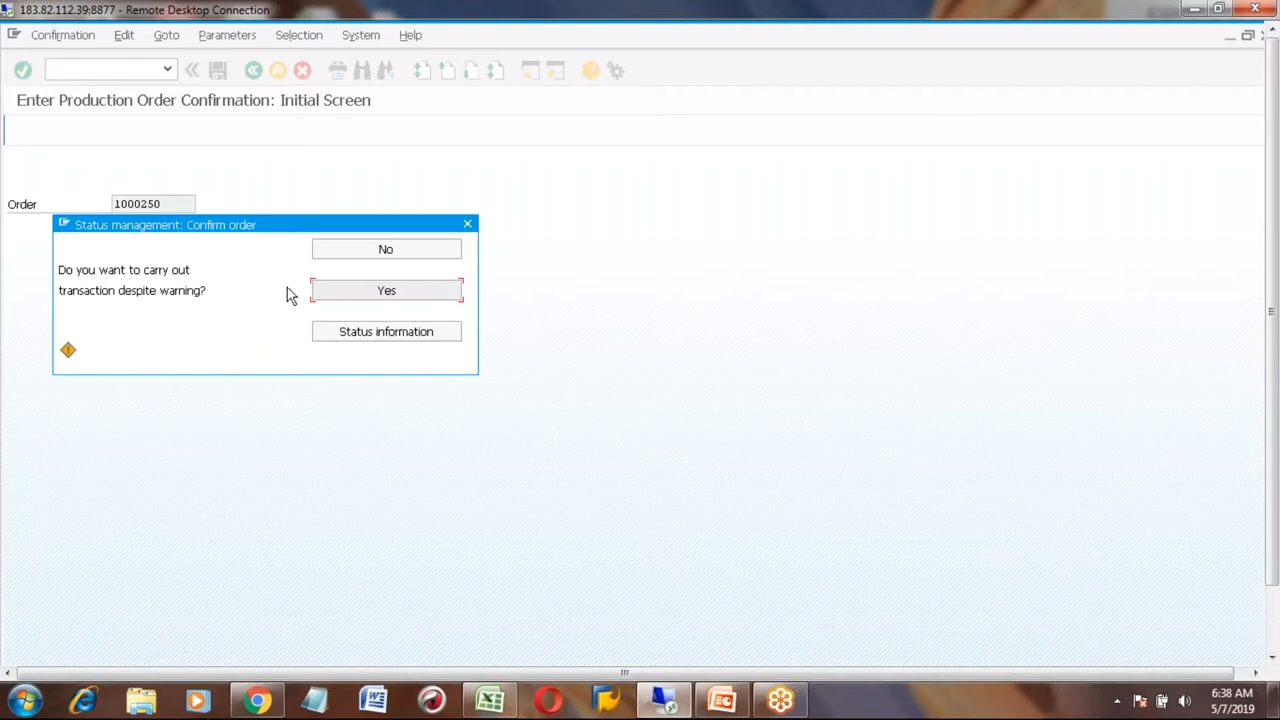 183.82.112.39:8877 - Remote Desktop Connection
Confirmation Edit Goto Parameters Selection System Help
Enter Production Order Confirmation: Initial Screen
Order 1000250
Status management: Confirm order
No
Do you want to carry out
transaction despite warning?
Yes
Status information
6:38 AM
5/7/2019